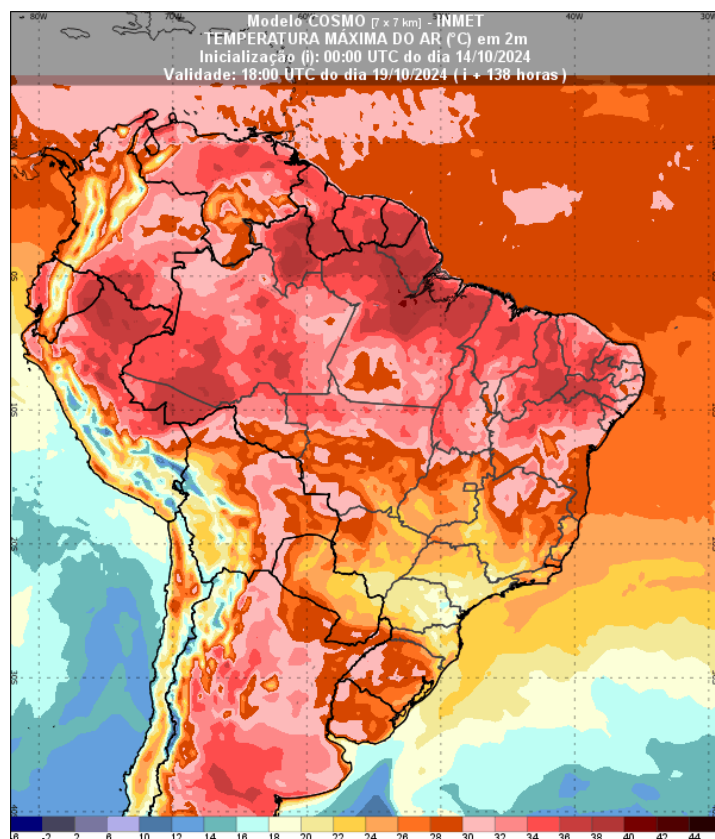 Modelo COSMO [7 x 7 km] - INMET
TEMPERATURA MÁXIMA DO AR (°C) em 2m
Inicialização (i): 00:00 UTC do dia 14/10/2024
Validade: 18:00 UTC do dia 19/10/2024 ( i + 138 horas )
80W 70W 60W 50W 40W
10S
20S
-6 -2 2 6 10 12 14 16 18 20 22 24 26 28 30 32 34 36 38 40 42 44